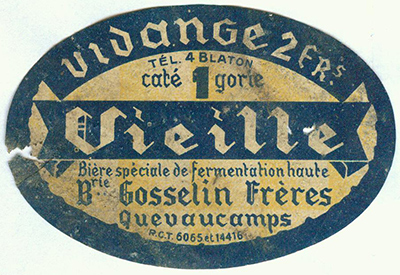 VIDANGE 2 FRS
TÉL. 4 BLATON
caté 1 gorie
Vieille
Bière spéciale de fermentation haute
Brie Gosselin Frères
Quevaucamps
R.C.T. 6065 et 14416